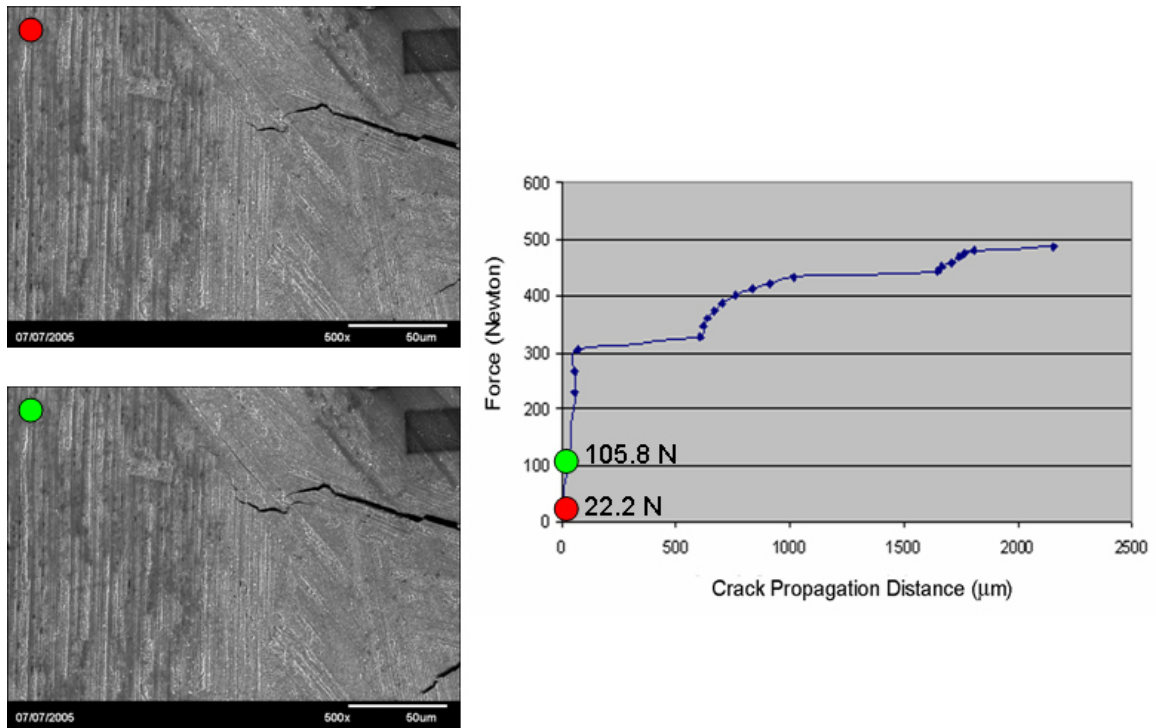 07/07/2005 500x 50um
07/07/2005 500x 50um
600
500
400
300
200
100
0
Force (Newton)
105.8 N
22.2 N
0 500 1000 1500 2000 2500
Crack Propagation Distance (μm)